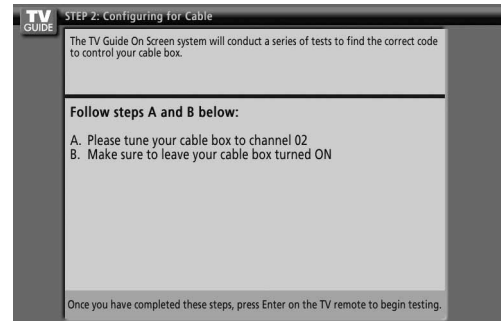 TV
GUIDE
STEP 2: Configuring for Cable
The TV Guide On Screen system will conduct a series of tests to find the correct code
to control your cable box.
Follow steps A and B below:
A. Please tune your cable box to channel 02
B. Make sure to leave your cable box turned ON
Once you have completed these steps, press Enter on the TV remote to begin testing.